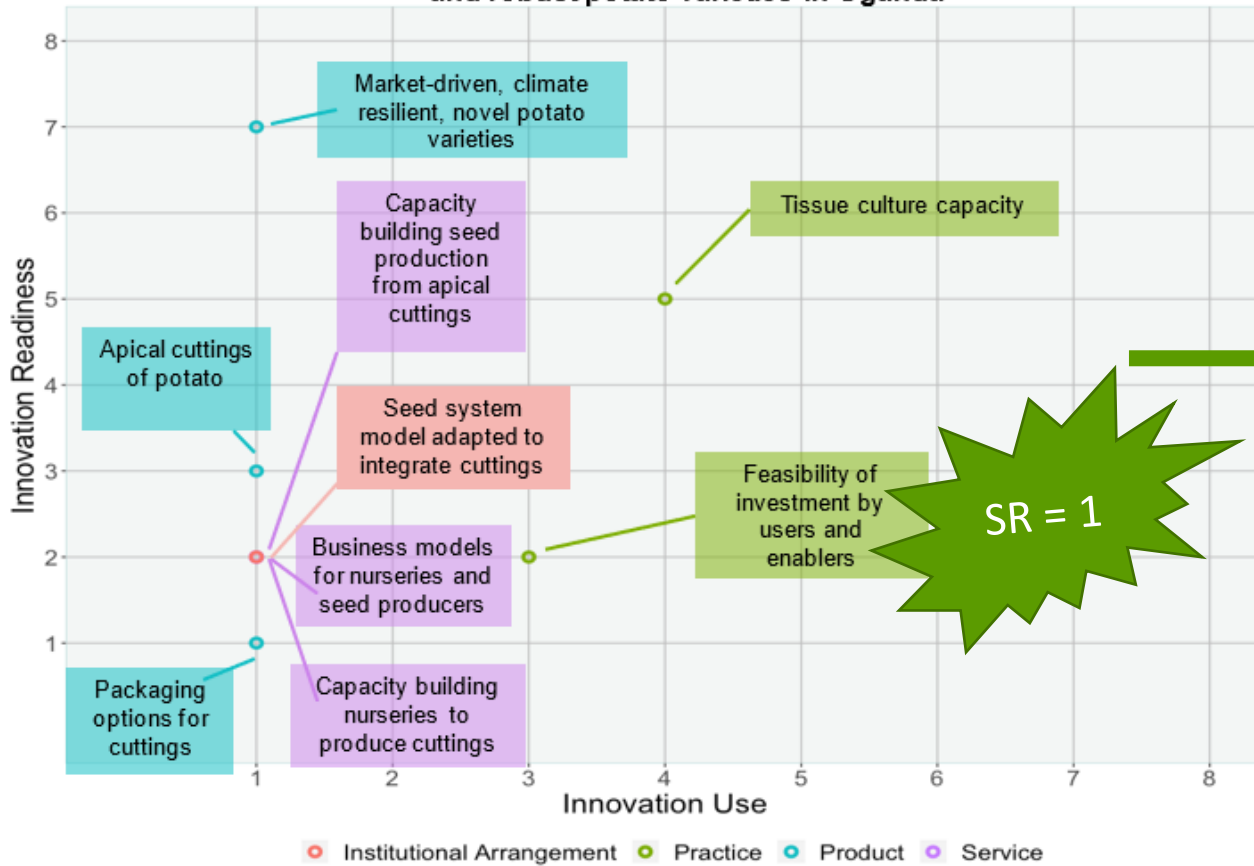 8
7
6
5
4
3
2
1
Innovation Readiness
Market-driven, climate
resilient, novel potato
varieties
Capacity
building seed
production
from apical
cuttings
Tissue culture capacity
Apical cuttings
of potato
Seed system
model adapted to
integrate cuttings
Feasibility of
investment by
users and
enablers
SR = 1
Business models
for nurseries and
seed producers
Packaging
options for
cuttings
Capacity building
nurseries to
produce cuttings
1 2 3 4 5 6 7 8
Innovation Use
Institutional Arrangement Practice Product Service